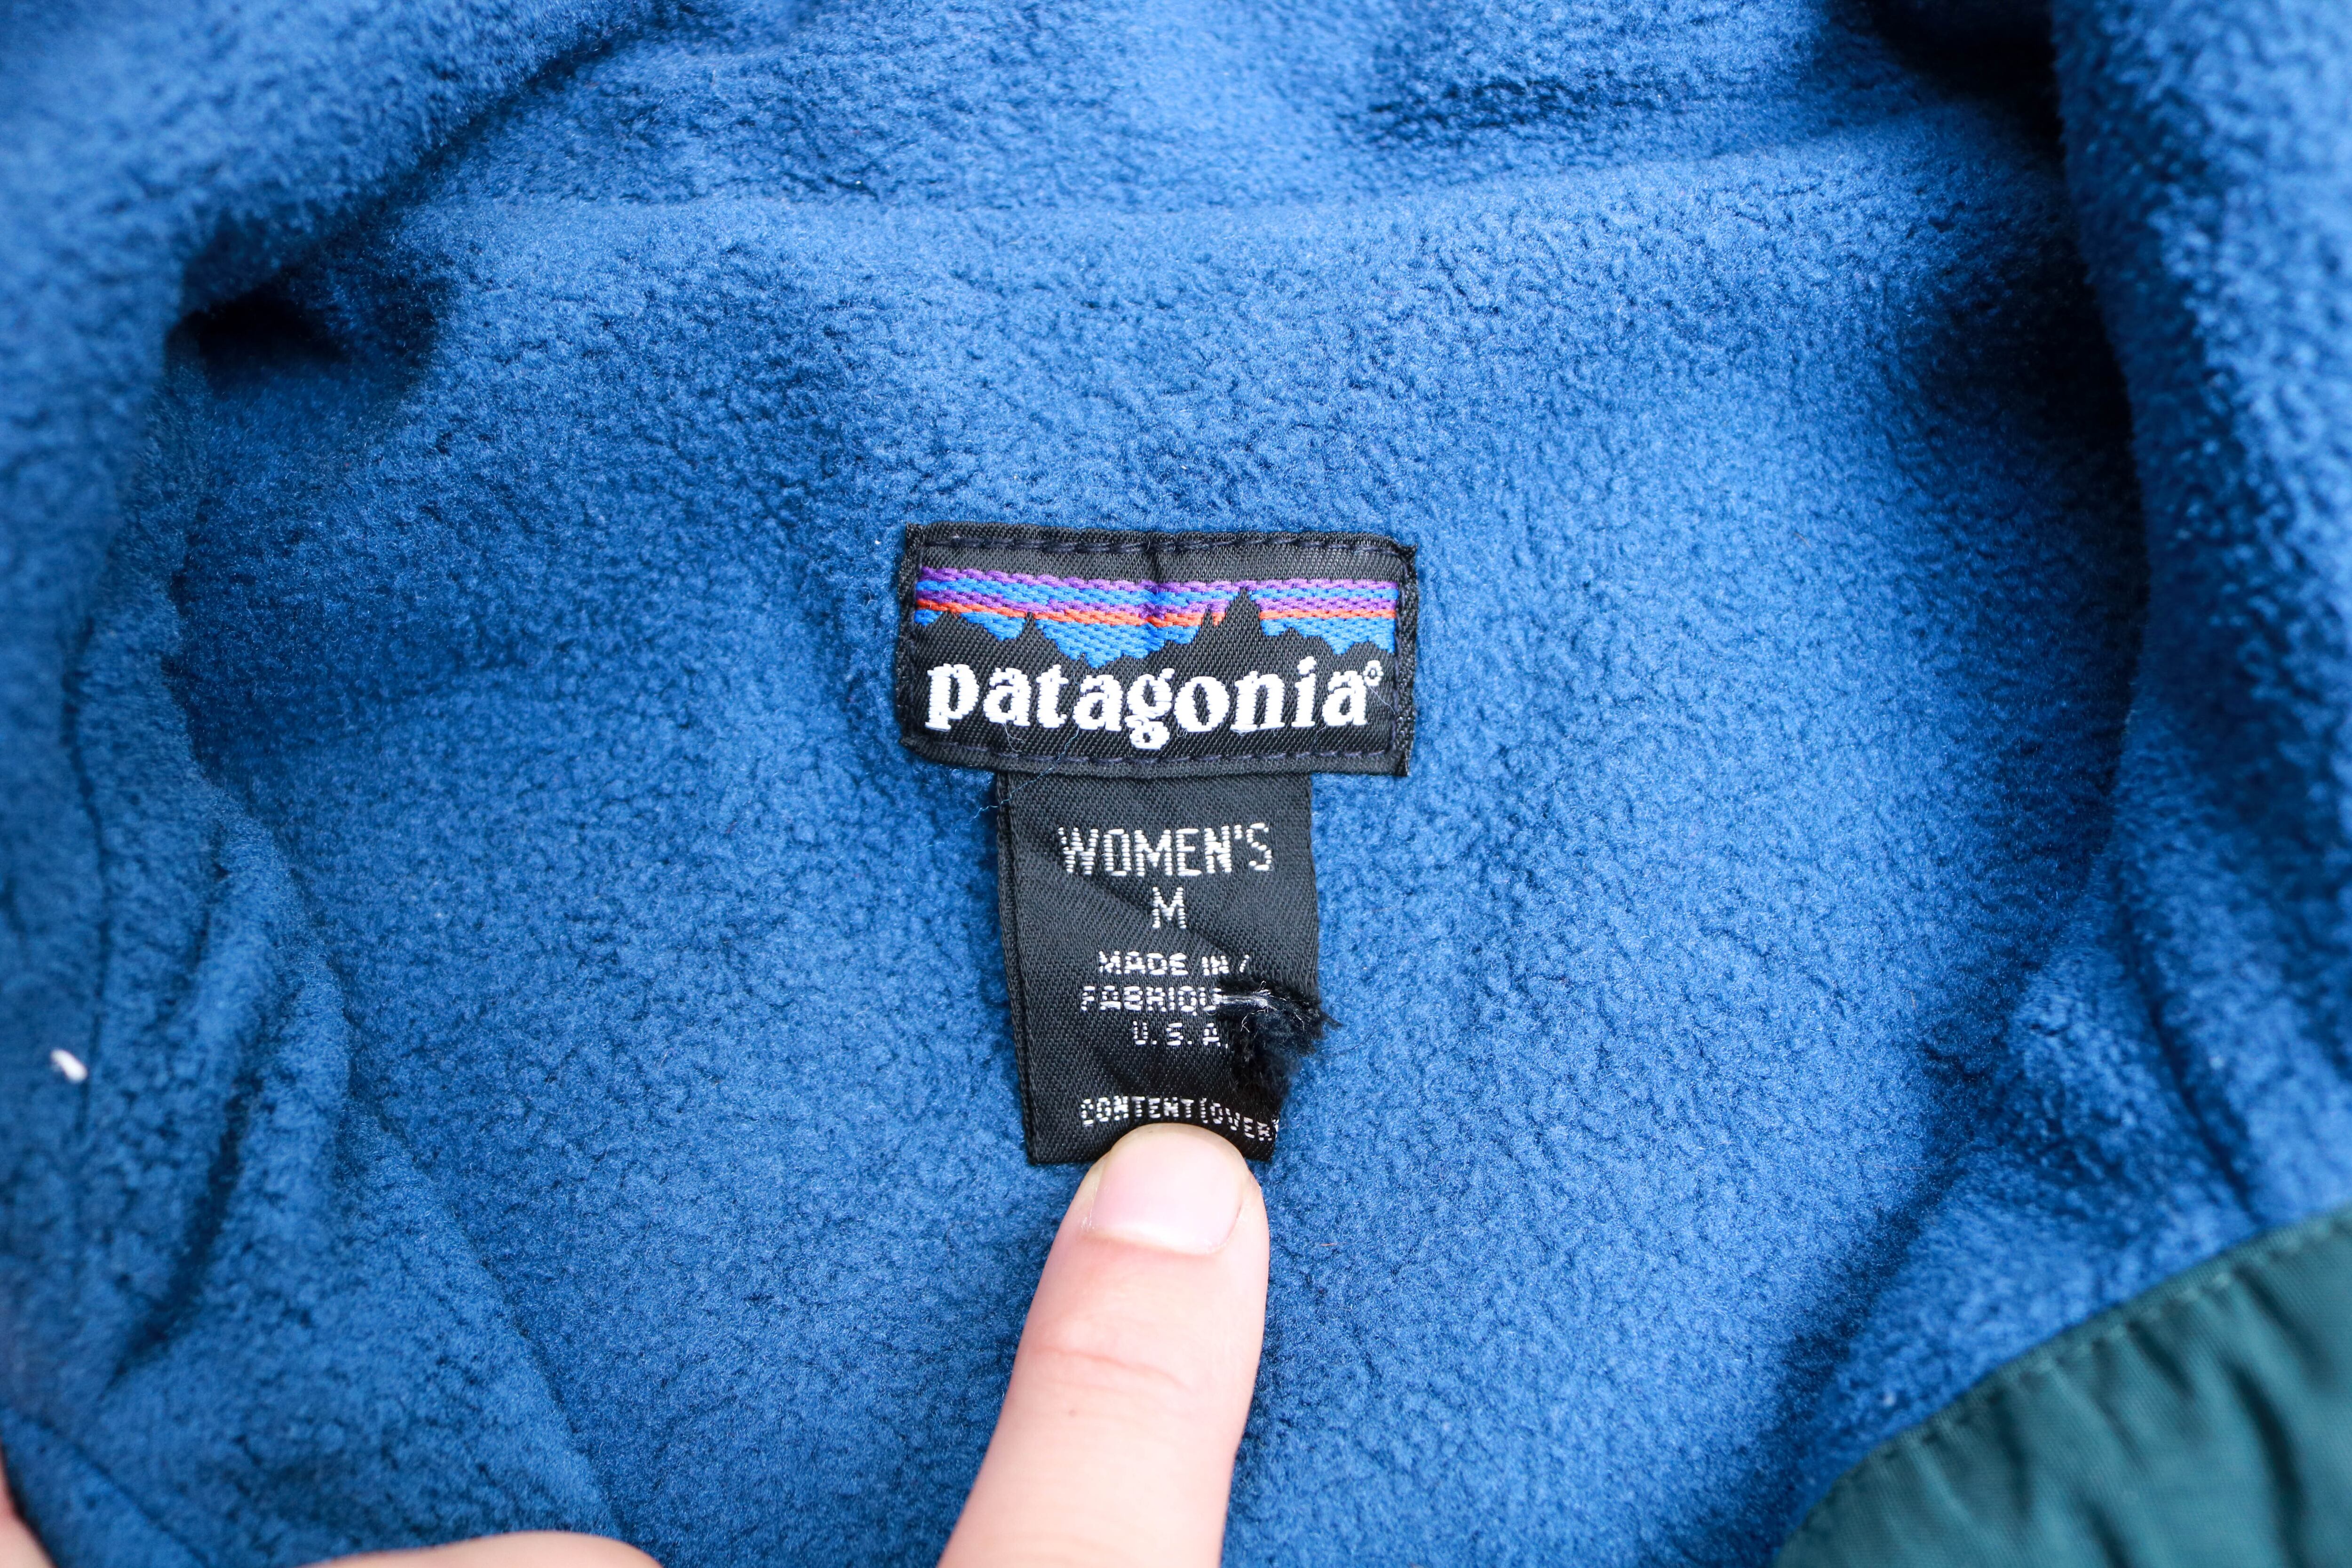 patagonia®
WOMEN'S
M
MADE IN /
FABRIQU
U.S.A.
CONTENT (OVER)